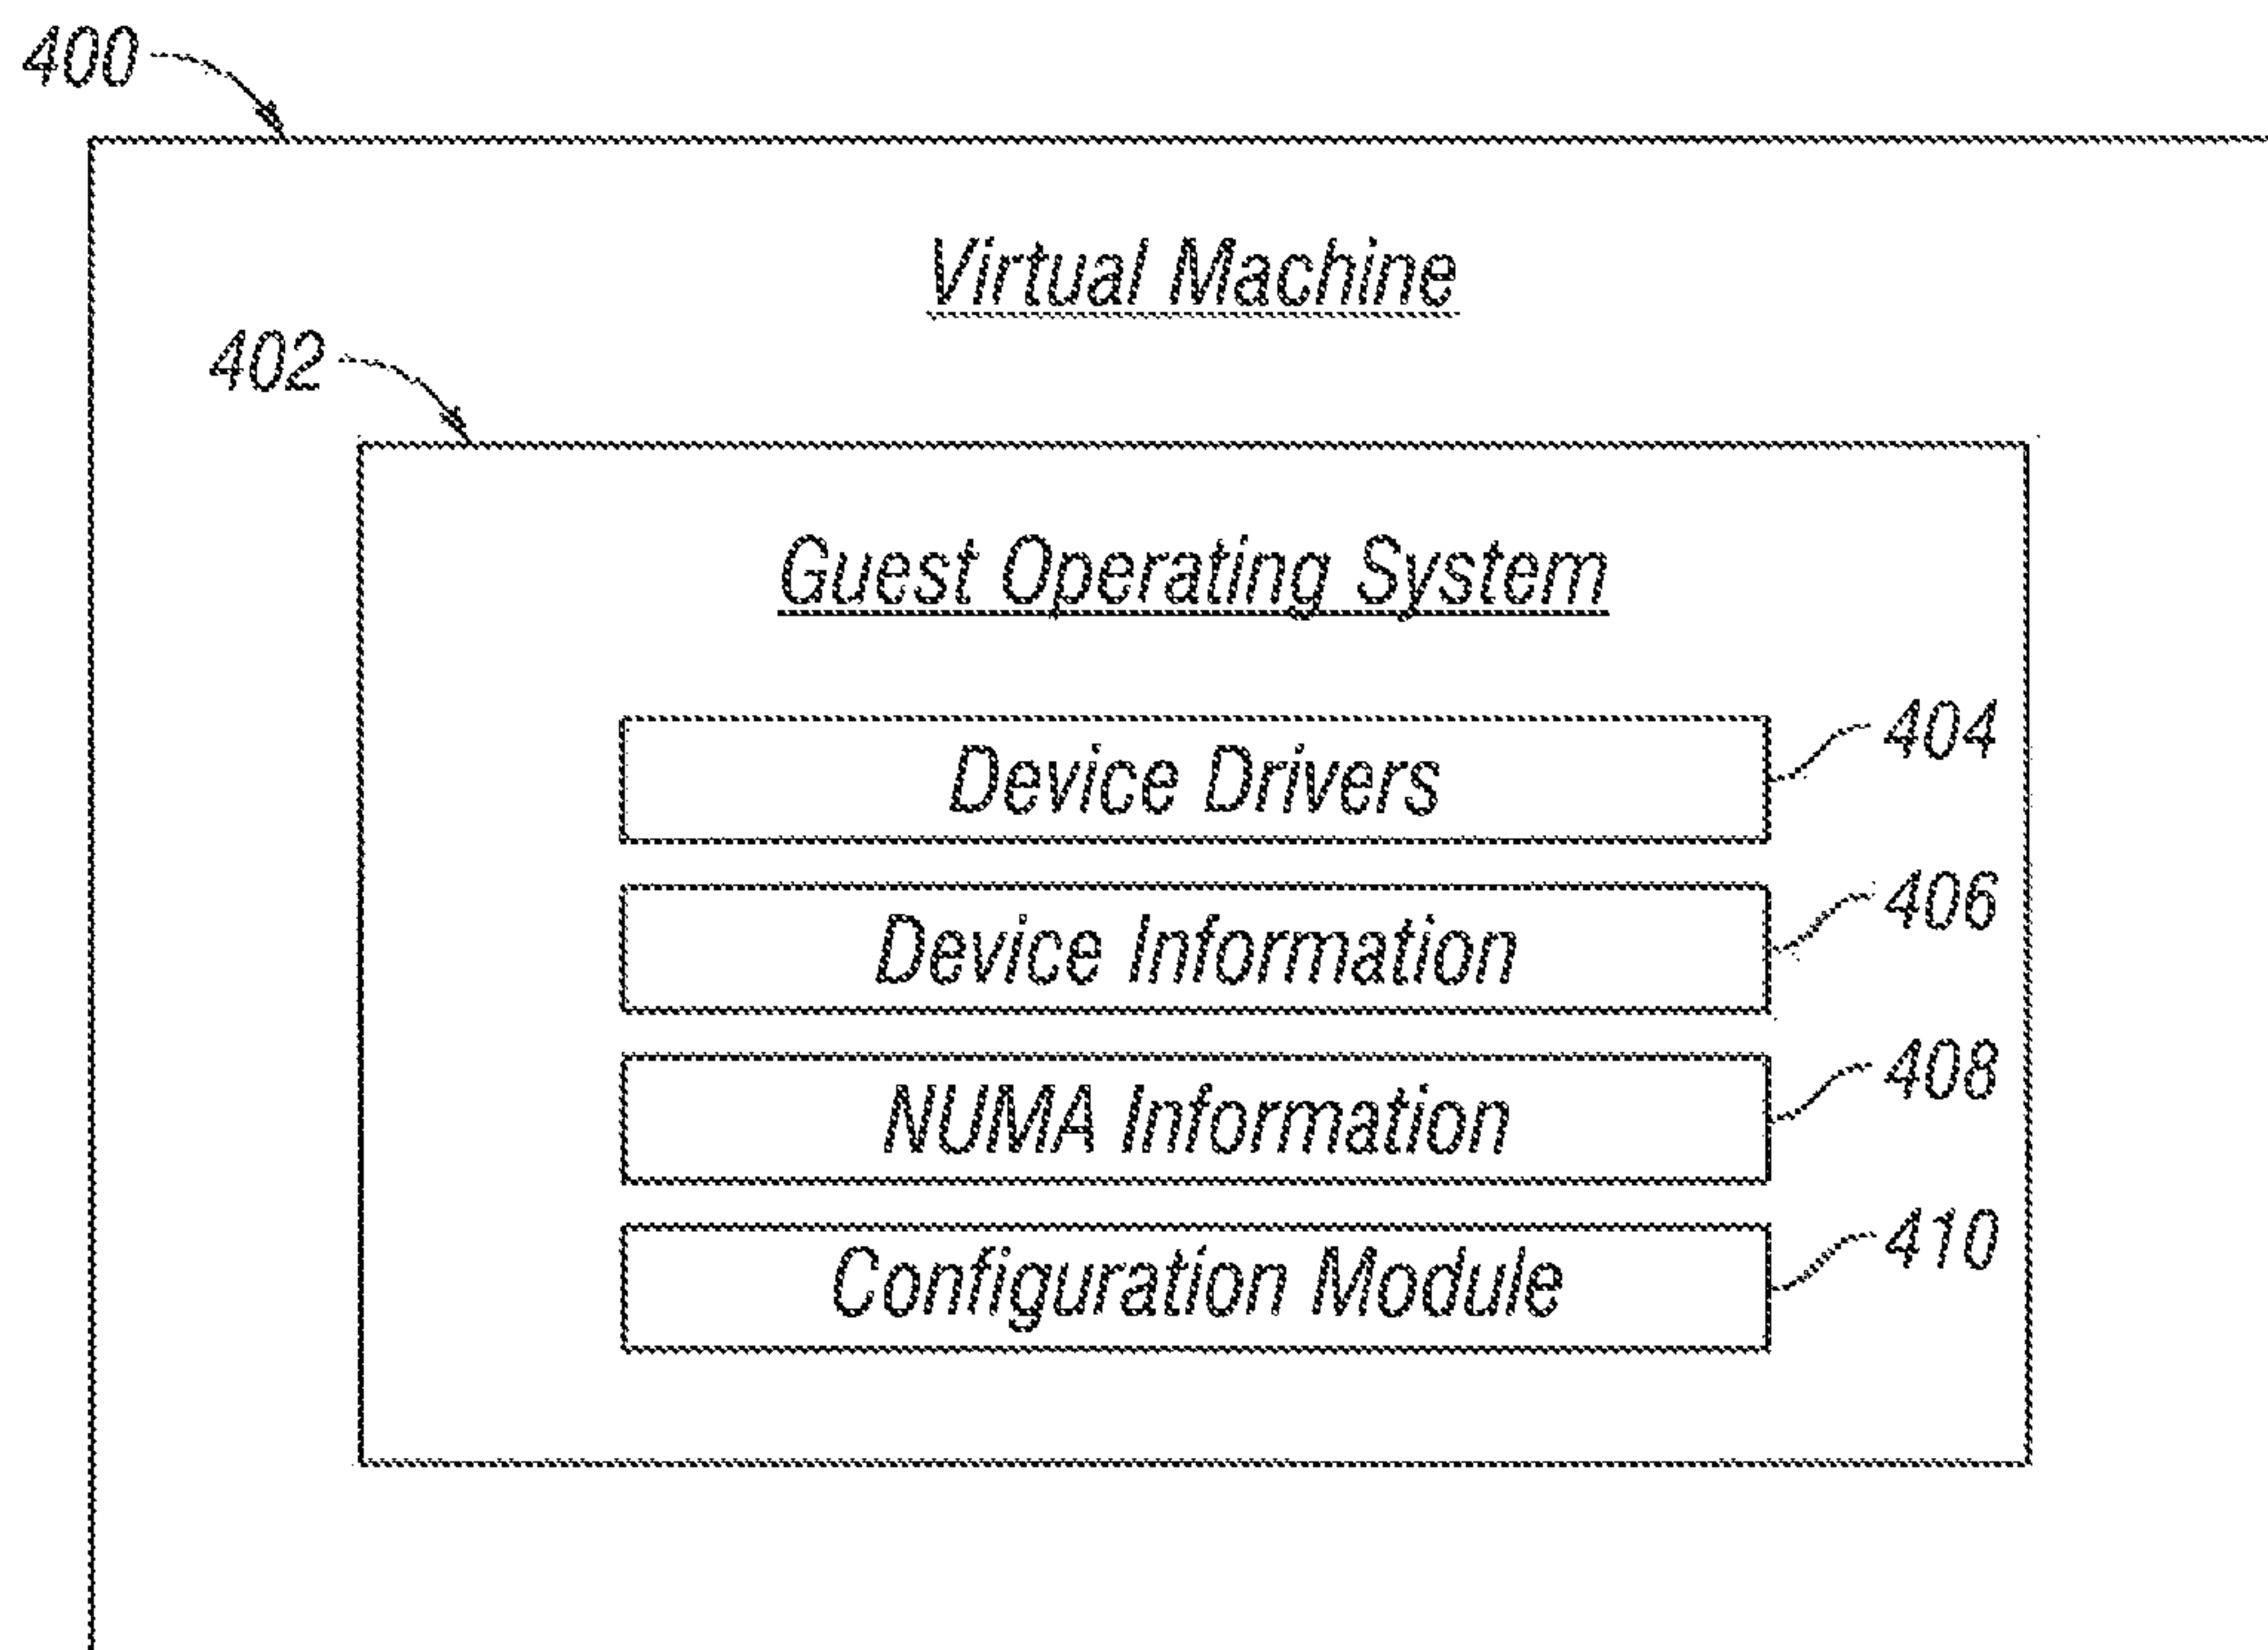 400
Virtual Machine
402
Guest Operating System
Device Drivers
404
Device Information
406
NUMA Information
408
Configuration Module
410